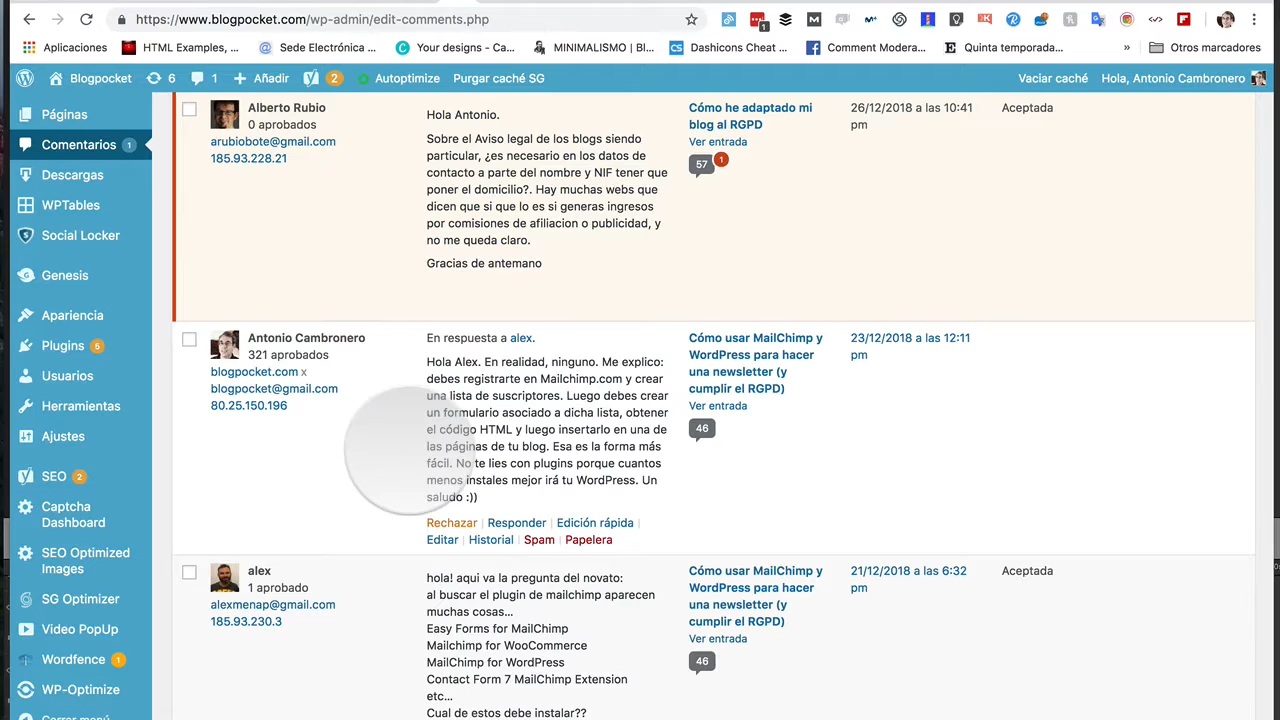 https://www.blogpocket.com/wp-admin/edit-comments.php
1
Aplicaciones
HTML Examples, ...
Sede Electrónica ...
Your designs - Ca...
MINIMALISMO | Bl...
Dashicons Cheat ...
Comment Modera...
Quinta temporada...
»
Otros marcadores
Blogpocket
6
1
Añadir
2
Autoptimize
Purgar caché SG
Vaciar caché
Hola, Antonio Cambronero
Páginas
Comentarios 1
Descargas
WPTables
Social Locker
Genesis
Apariencia
Plugins 5
Usuarios
Herramientas
Ajustes
SEO 2
Captcha
Dashboard
SEO Optimized
Images
SG Optimizer
Video PopUp
Wordfence 1
WP-Optimize
Cerrar menú
Alberto Rubio
0 aprobados
arubiobote@gmail.com
185.93.228.21
Hola Antonio.
Sobre el Aviso legal de los blogs siendo
particular, ¿es necesario en los datos de
contacto a parte del nombre y NIF tener que
poner el domicilio?. Hay muchas webs que
dicen que si que lo es si generas ingresos
por comisiones de afiliacion o publicidad, y
no me queda claro.
Gracias de antemano
Cómo he adaptado mi
blog al RGPD
Ver entrada
57
1
26/12/2018 a las 10:41
pm
Aceptada
Antonio Cambronero
321 aprobados
blogpocket.com x
blogpocket@gmail.com
80.25.150.196
En respuesta a alex.
Hola Alex. En realidad, ninguno. Me explico:
debes registrarte en Mailchimp.com y crear
una lista de suscriptores. Luego debes crear
un formulario asociado a dicha lista, obtener
el código HTML y luego insertarlo en una de
las páginas de tu blog. Esa es la forma más
fácil. No te lies con plugins porque cuantos
menos instales mejor irá tu WordPress. Un
saludo :))
Rechazar | Responder | Edición rápida |
Editar | Historial | Spam | Papelera
Cómo usar MailChimp y
WordPress para hacer
una newsletter (y
cumplir el RGPD)
Ver entrada
46
23/12/2018 a las 12:11
pm
alex
1 aprobado
alexmenap@gmail.com
185.93.230.3
hola! aqui va la pregunta del novato:
al buscar el plugin de mailchimp aparecen
muchas cosas...
Easy Forms for MailChimp
Mailchimp for WooCommerce
MailChimp for WordPress
Contact Form 7 MailChimp Extension
etc...
Cual de estos debe instalar??
Cómo usar MailChimp y
WordPress para hacer
una newsletter (y
cumplir el RGPD)
Ver entrada
46
21/12/2018 a las 6:32
pm
Aceptada